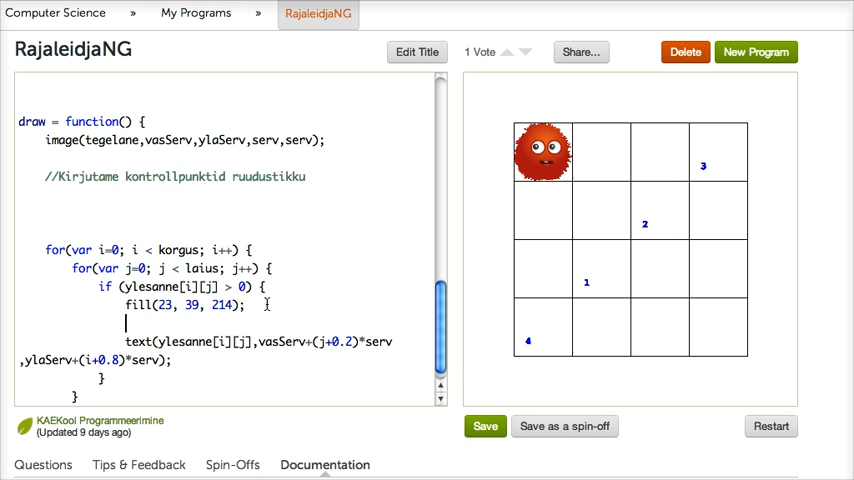 Computer Science » My Programs » RajaleidjaNG
RajaleidjaNG
Edit Title
1 Vote
Share...
Delete
New Program
draw = function() {
image(tegelane,vasServ,ylaServ,serv,serv);
//Kirjutame kontrollpunktid ruudustikku
for(var i=0; i < korgus; i++) {
for(var j=0; j < laius; j++) {
if (ylesanne[i][j] > 0) {
fill(23, 39, 214);
text(ylesanne[i][j],vasServ+(j+0.2)*serv
,ylaServ+(i+0.8)*serv);
}
}
3
2
1
4
KAEKool Programmeerimine
(Updated 9 days ago)
Save
Save as a spin-off
Restart
Questions Tips & Feedback Spin-Offs Documentation